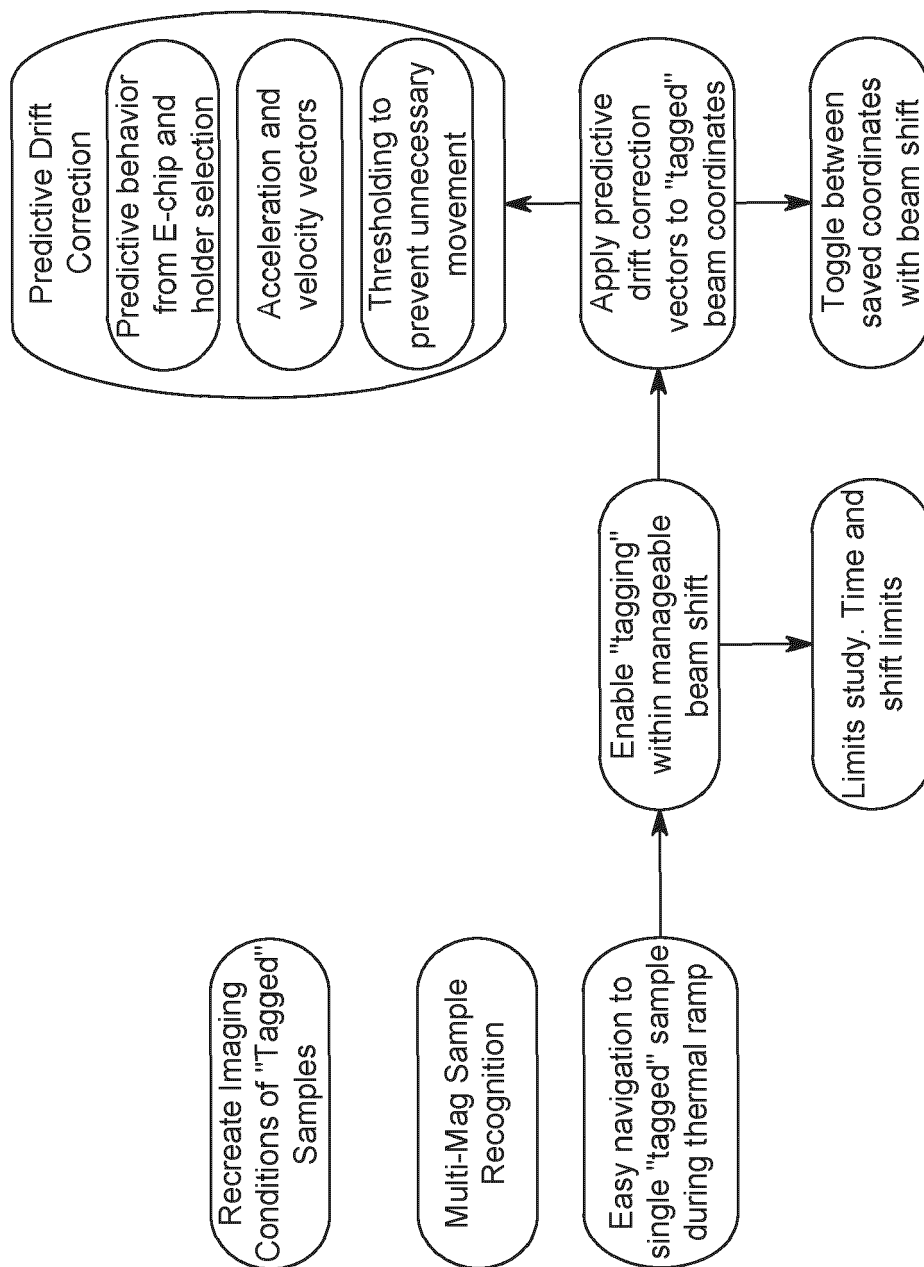 Recreate Imaging
Conditions of "Tagged"
Samples
Multi-Mag Sample
Recognition
Easy navigation to
single "tagged" sample
during thermal ramp
Enable "tagging"
within manageable
beam shift
Limits study. Time and
shift limits
Predictive Drift
Correction
Predictive behavior
from E-chip and
holder selection
Acceleration and
velocity vectors
Thresholding to
prevent unnecessary
movement
Apply predictive
drift correction
vectors to "tagged"
beam coordinates
Toggle between
saved coordinates
with beam shift